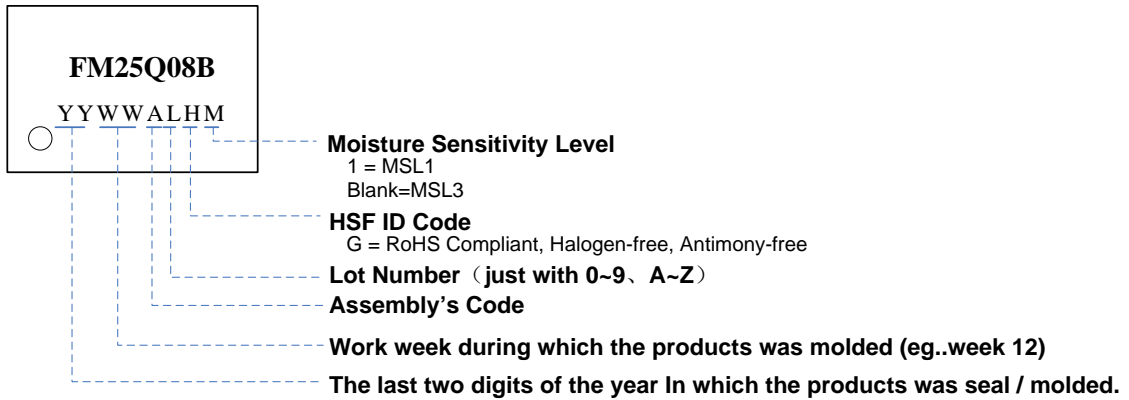 FM25Q08B
YYWWALHM
Moisture Sensitivity Level
1 = MSL1
Blank=MSL3
HSF ID Code
G = RoHS Compliant, Halogen-free, Antimony-free
Lot Number（just with 0~9、A~Z）
Assembly’s Code
Work week during which the products was molded (eg..week 12)
The last two digits of the year In which the products was seal / molded.